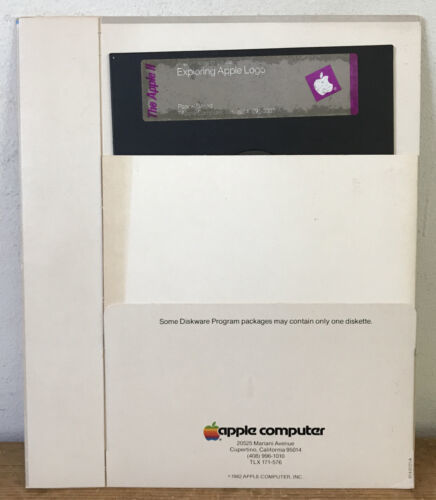 The Apple II
Exploring Apple Logo
Some Diskware Program packages may contain only one diskette.
apple computer
20525 Mariani Avenue
Cupertino, California 95014
(408) 996-1010
TLX 171-576
©1982 APPLE COMPUTER, INC.